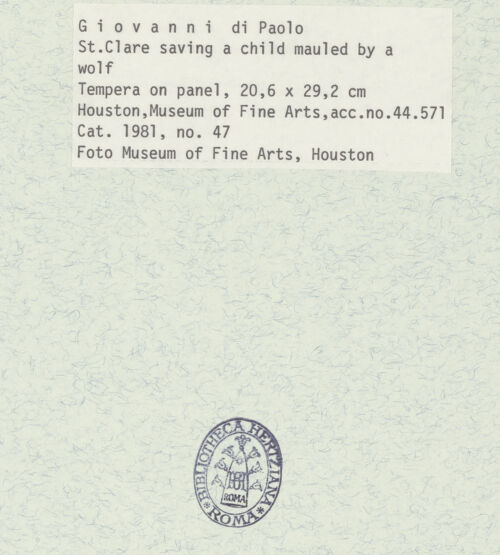 G i o v a n n i  di Paolo
St.Clare saving a child mauled by a
wolf
Tempera on panel, 20,6 x 29,2 cm
Houston,Museum of Fine Arts,acc.no.44.571
Cat. 1981, no. 47
Foto Museum of Fine Arts, Houston
BIBLIOTHECA HERTZIANA
ROMA
* ROMA *